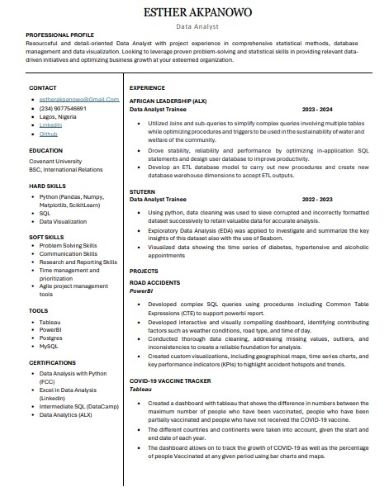 ESTHER AKPANOWO
Data Analyst
PROFESSIONAL PROFILE
Resourceful and detail-oriented Data Analyst with project experience in comprehensive statistical methods, database
management and data visualization. Looking to leverage proven problem-solving and statistical skills in providing relevant data-
driven initiatives and optimizing business growth at your esteemed organization.
CONTACT
estherakpanowo@Gmail.Com
(234) 9077546691
Lagos, Nigeria
LinkedIn
Github
EDUCATION
Covenant University
BSC, International Relations
HARD SKILLS
Python (Pandas, Numpy,
Matplotlib, ScikitLearn)
SQL
Data Visualization
SOFT SKILLS
Problem Solving Skills
Communication Skills
Research and Reporting Skills
Time management and
prioritization
Agile project management
tools
TOOLS
Tableau
PowerBI
Postgres
MySQL
CERTIFICATIONS
Data Analysis with Python
(FCC)
Excel in Data Analysis
(LinkedIn)
Intermediate SQL (DataCamp)
Data Analytics (ALX)
EXPERIENCE
AFRICAN LEADERSHIP (ALX)
Data Analyst Trainee 2023 - 2024
Utilized Joins and sub-queries to simplify complex queries involving multiple tables
while optimizing procedures and triggers to be used in the sustainability of water and
welfare of the community.
Drove stability, reliability and performance by optimizing in-application SQL
statements and design user database to improve productivity.
Develop an ETL database model to carry out new procedures and create new
database warehouse dimensions to accept ETL outputs.
STUTERN
Data Analyst Trainee 2022 - 2023
Using python, data cleaning was used to sieve corrupted and incorrectly formatted
dataset successively to retain valuable data for accurate analysis.
Exploratory Data Analysis (EDA) was applied to investigate and summarize the key
insights of this dataset also with the use of Seaborn.
Visualized data showing the time series of diabetes, hypertensive and alcoholic
appointments
PROJECTS
ROAD ACCIDENTS
PowerBI
Developed complex SQL queries using procedures including Common Table
Expressions (CTE) to support powerbi report.
Developed interactive and visually compelling dashboard, identifying contributing
factors such as weather conditions, road type, and time of day.
Conducted thorough data cleaning, addressing missing values, outliers, and
inconsistencies to create a reliable foundation for analysis.
Created custom visualizations, including geographical maps, time series charts, and
key performance indicators (KPIs) to highlight accident hotspots and trends.
COVID-19 VACCINE TRACKER
Tableau
Created a dashboard with tableau that shows the difference in numbers between the
maximum number of people who have been vaccinated, people who have been
partially vaccinated and people who have not received the COVID-19 vaccine.
The different countries and continents were taken into account, given the start and
end date of each year.
The dashboard allows on to track the growth of COVID-19 as well as the percentage
of people Vaccinated at any given period using bar charts and maps.